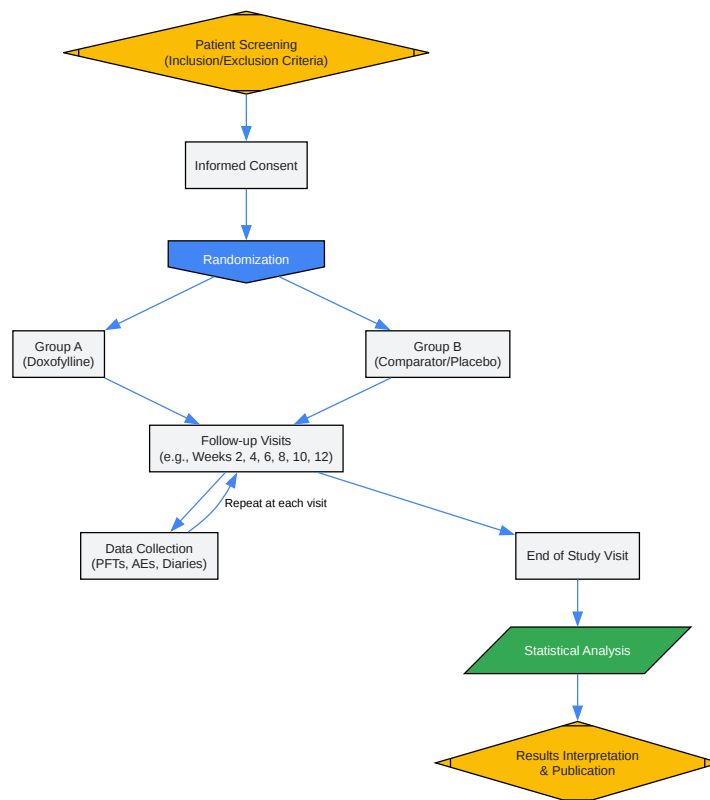 Patient Screening
(Inclusion/Exclusion Criteria)
Informed Consent
Randomization
Group A
(Doxofylline)
Group B
(Comparator/Placebo)
Follow-up Visits
(e.g., Weeks 2, 4, 6, 8, 10, 12)
Repeat at each visit
Data Collection
(PFTs, AEs, Diaries)
End of Study Visit
Statistical Analysis
Results Interpretation
& Publication